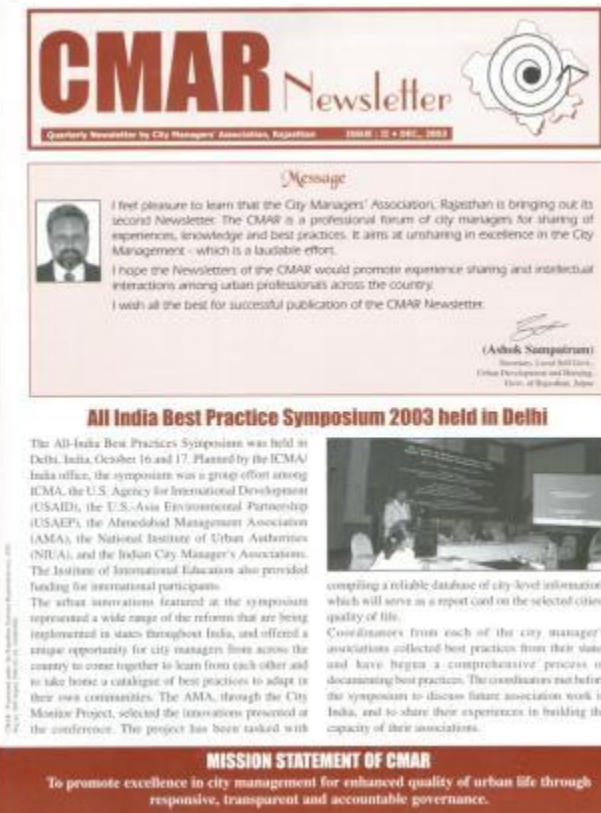 CMAR Newsletter
Quarterly Newsletter by City Managers' Association, Rajasthan ISSUE : II • DEC., 2003
Message
I feel pleasure to learn that the City Managers' Association, Rajasthan is bringing out its
second Newsletter. The CMAR is a professional forum of city managers for sharing of
experiences, knowledge and best practices. It aims at unsharing in excellence in the City
Management - which is a laudable effort.
I hope the Newsletters of the CMAR would promote experience sharing and intellectual
interactions among urban professionals across the country.
I wish all the best for successful publication of the CMAR Newsletter.
(Ashok Sampatram)
Secretary, Local Self Govt.,
Urban Development and Housing,
Govt. of Rajasthan, Jaipur
All India Best Practice Symposium 2003 held in Delhi
The All-India Best Practices Symposium was held in
Delhi, India, October 16 and 17. Planned by the ICMA/
India office, the symposium was a group effort among
ICMA, the U.S. Agency for International Development
(USAID), the U.S.-Asia Environmental Partnership
(USAEP), the Ahmedabad Management Association
(AMA), the National Institute of Urban Authorities
(NIUA), and the Indian City Manager's Associations.
The Institute of International Education also provided
funding for international participants.
The urban innovations featured at the symposium
represented a wide range of the reforms that are being
implemented in states throughout India, and offered a
unique opportunity for city managers from across the
country to come together to learn from each other and
to take home a catalogue of best practices to adapt in
their own communities. The AMA, through the City
Monitor Project, selected the innovations presented at
the conference. The project has been tasked with
compiling a reliable database of city-level information
which will serve as a report card on the selected cities
quality of life.
Coordinators from each of the city manager'
associations collected best practices from their state
and have begun a comprehensive process o
documenting best practices. The coordinators met befor
the symposium to discuss future association work i
India, and to share their experiences in building th
capacity of their associations.
MISSION STATEMENT OF CMAR
To promote excellence in city management for enhanced quality of urban life through
responsive, transparent and accountable governance.